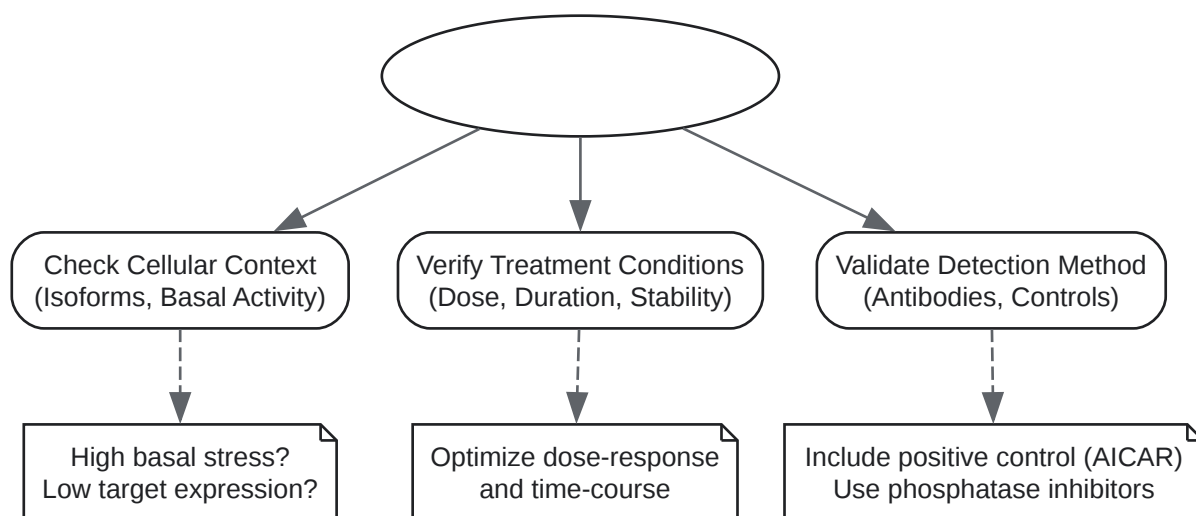 Check Cellular Context
(Isoforms, Basal Activity)
Verify Treatment Conditions
(Dose, Duration, Stability)
Validate Detection Method
(Antibodies, Controls)
High basal stress?
Low target expression?
Optimize dose-response
and time-course
Include positive control (AICAR)
Use phosphatase inhibitors